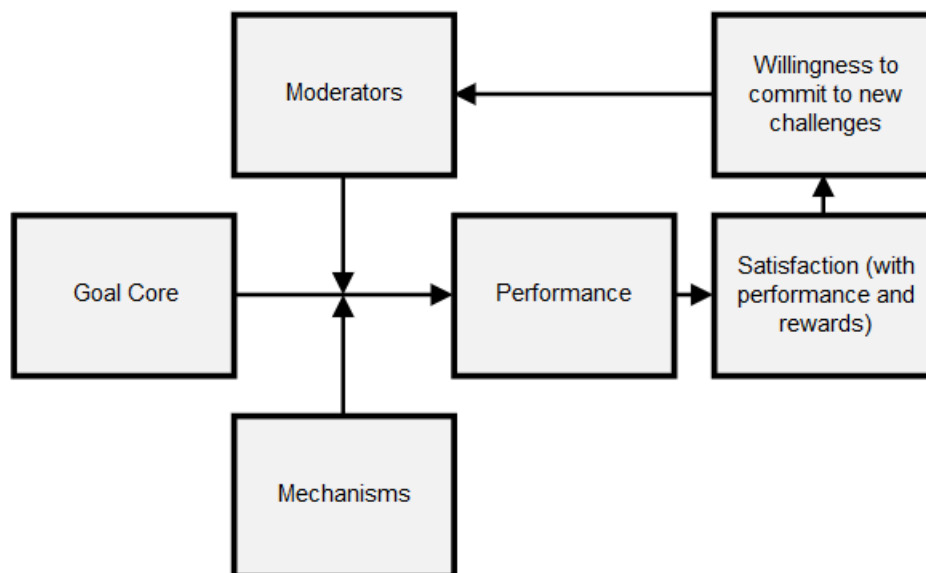 Moderators
Willingness to
commit to new
challenges
Goal Core
Performance
Satisfaction (with
performance and
rewards)
Mechanisms